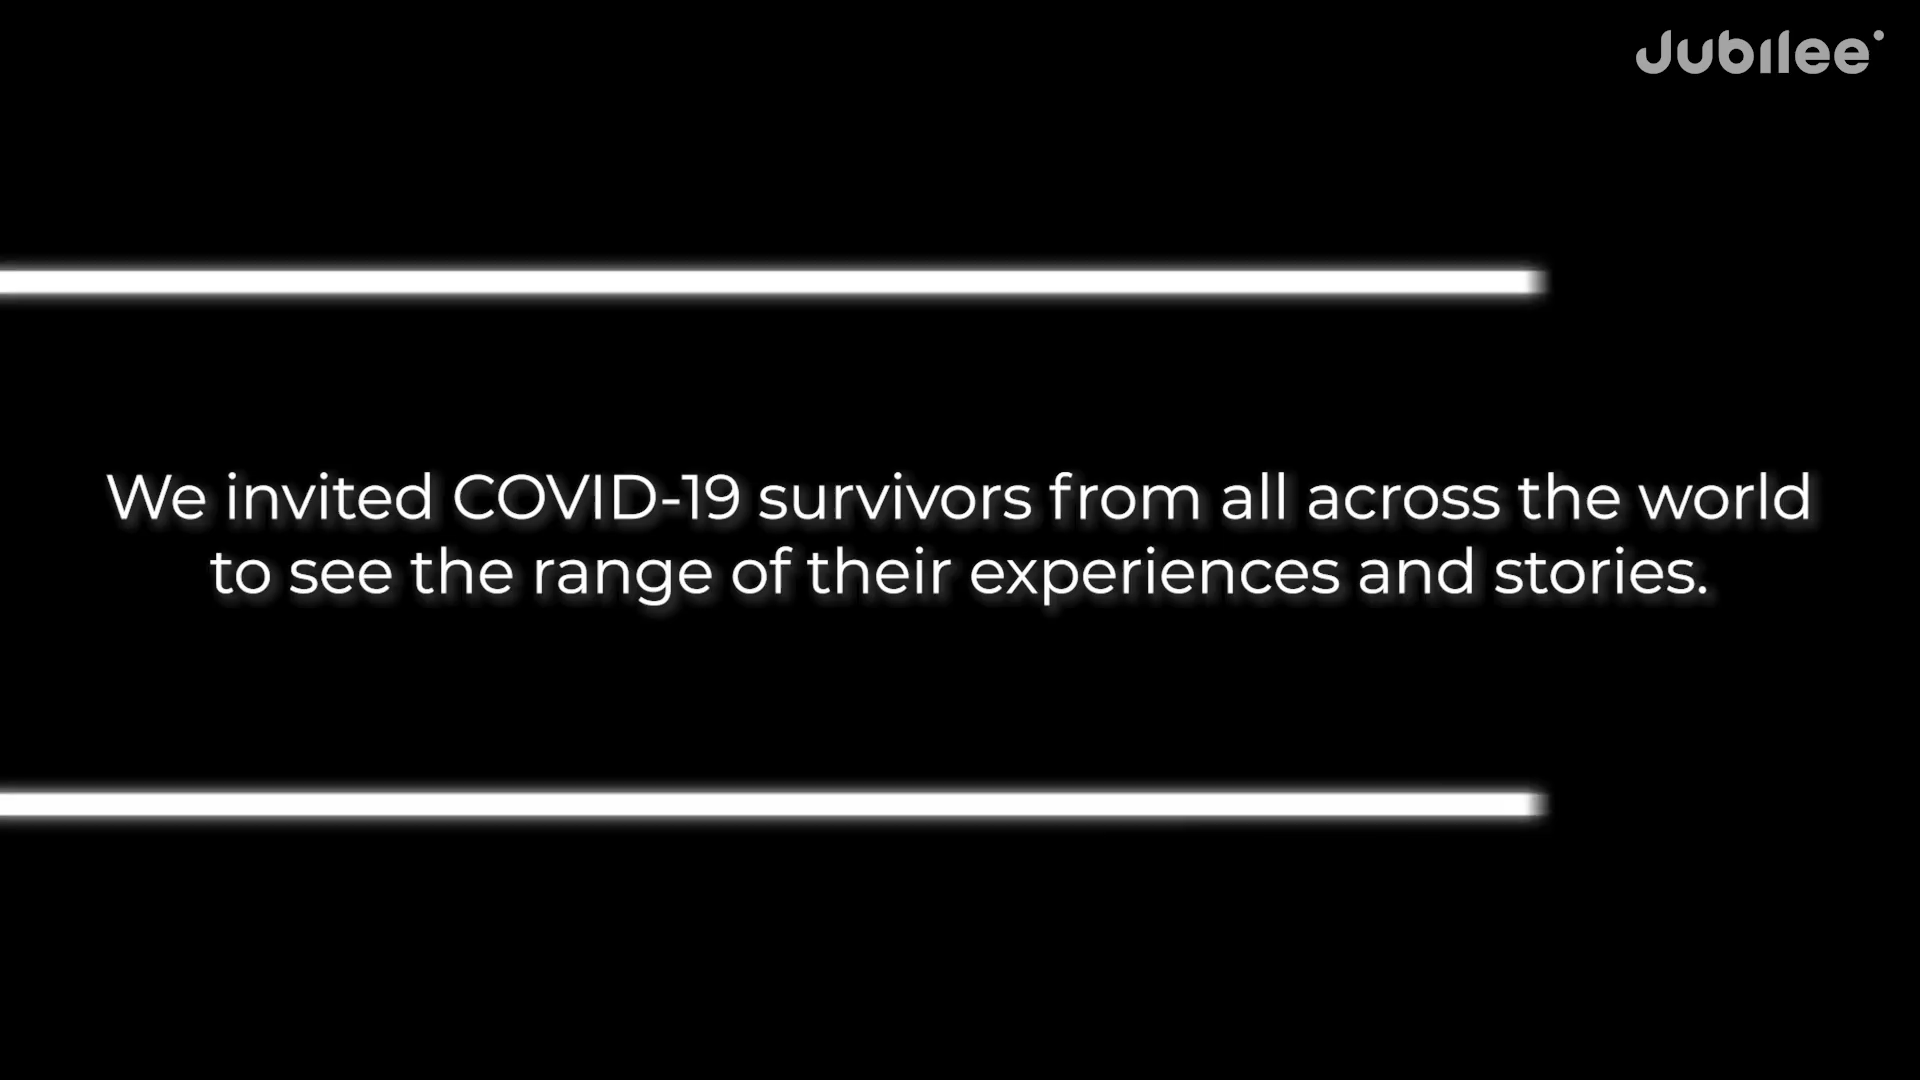 Jubilee
We invited COVID-19 survivors from all across the world
to see the range of their experiences and stories.